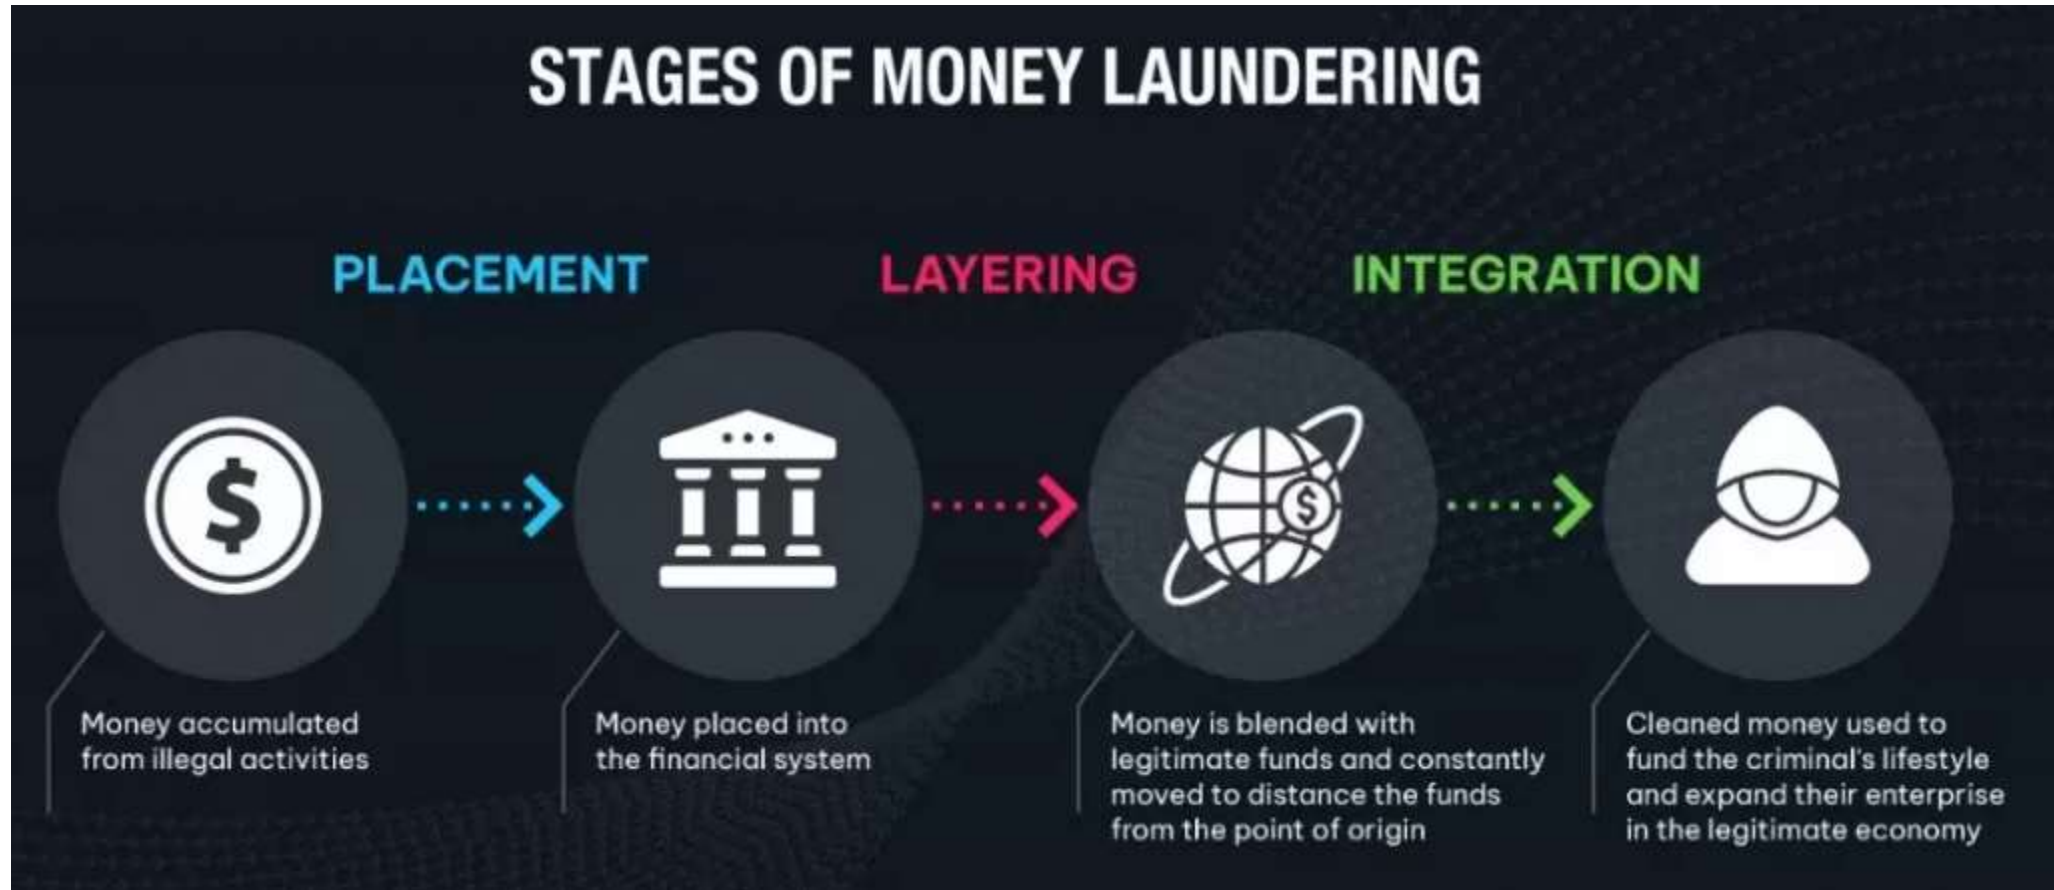 STAGES OF MONEY LAUNDERING
PLACEMENT
LAYERING
INTEGRATION
$
$
Money accumulated
from illegal activities
Money placed into
the financial system
Money is blended with
legitimate funds and constantly
moved to distance the funds
from the point of origin
Cleaned money used to
fund the criminal's lifestyle
and expand their enterprise
in the legitimate economy